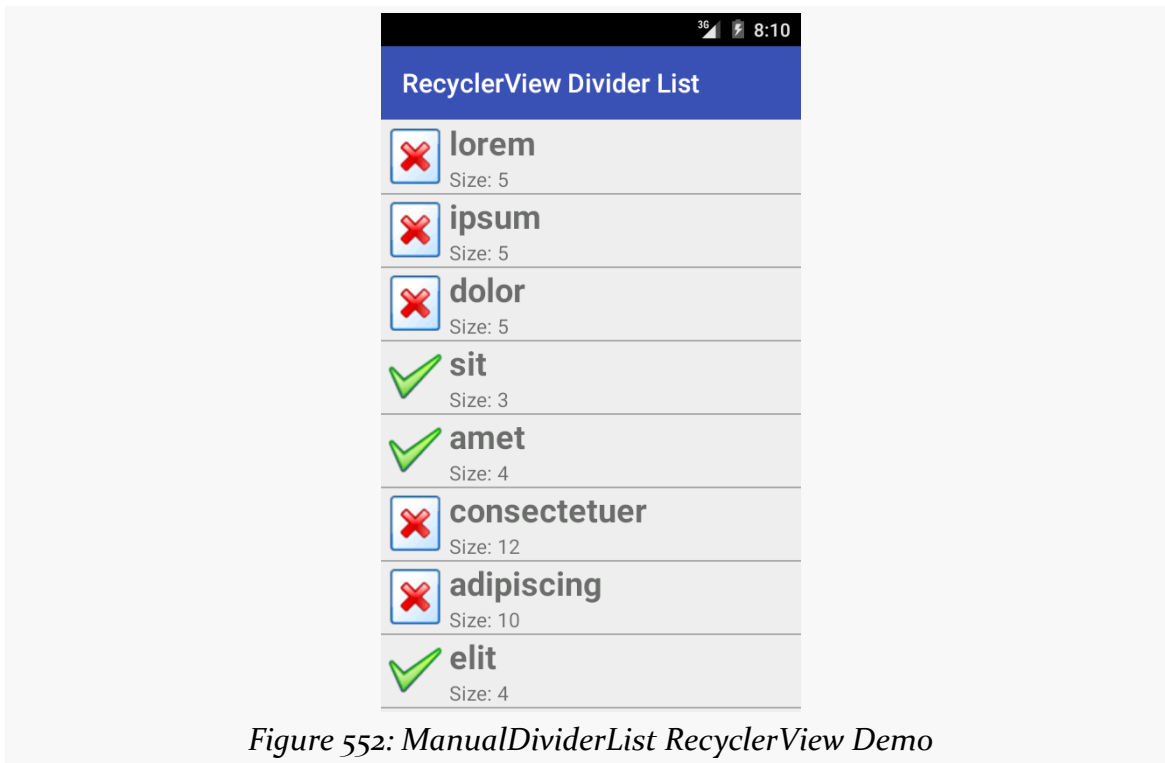 3G 8:10
RecyclerView Divider List
lorem
Size: 5
ipsum
Size: 5
dolor
Size: 5
sit
Size: 3
amet
Size: 4
consectetuer
Size: 12
adipiscing
Size: 10
elit
Size: 4
Figure 552: ManualDividerList RecyclerView Demo